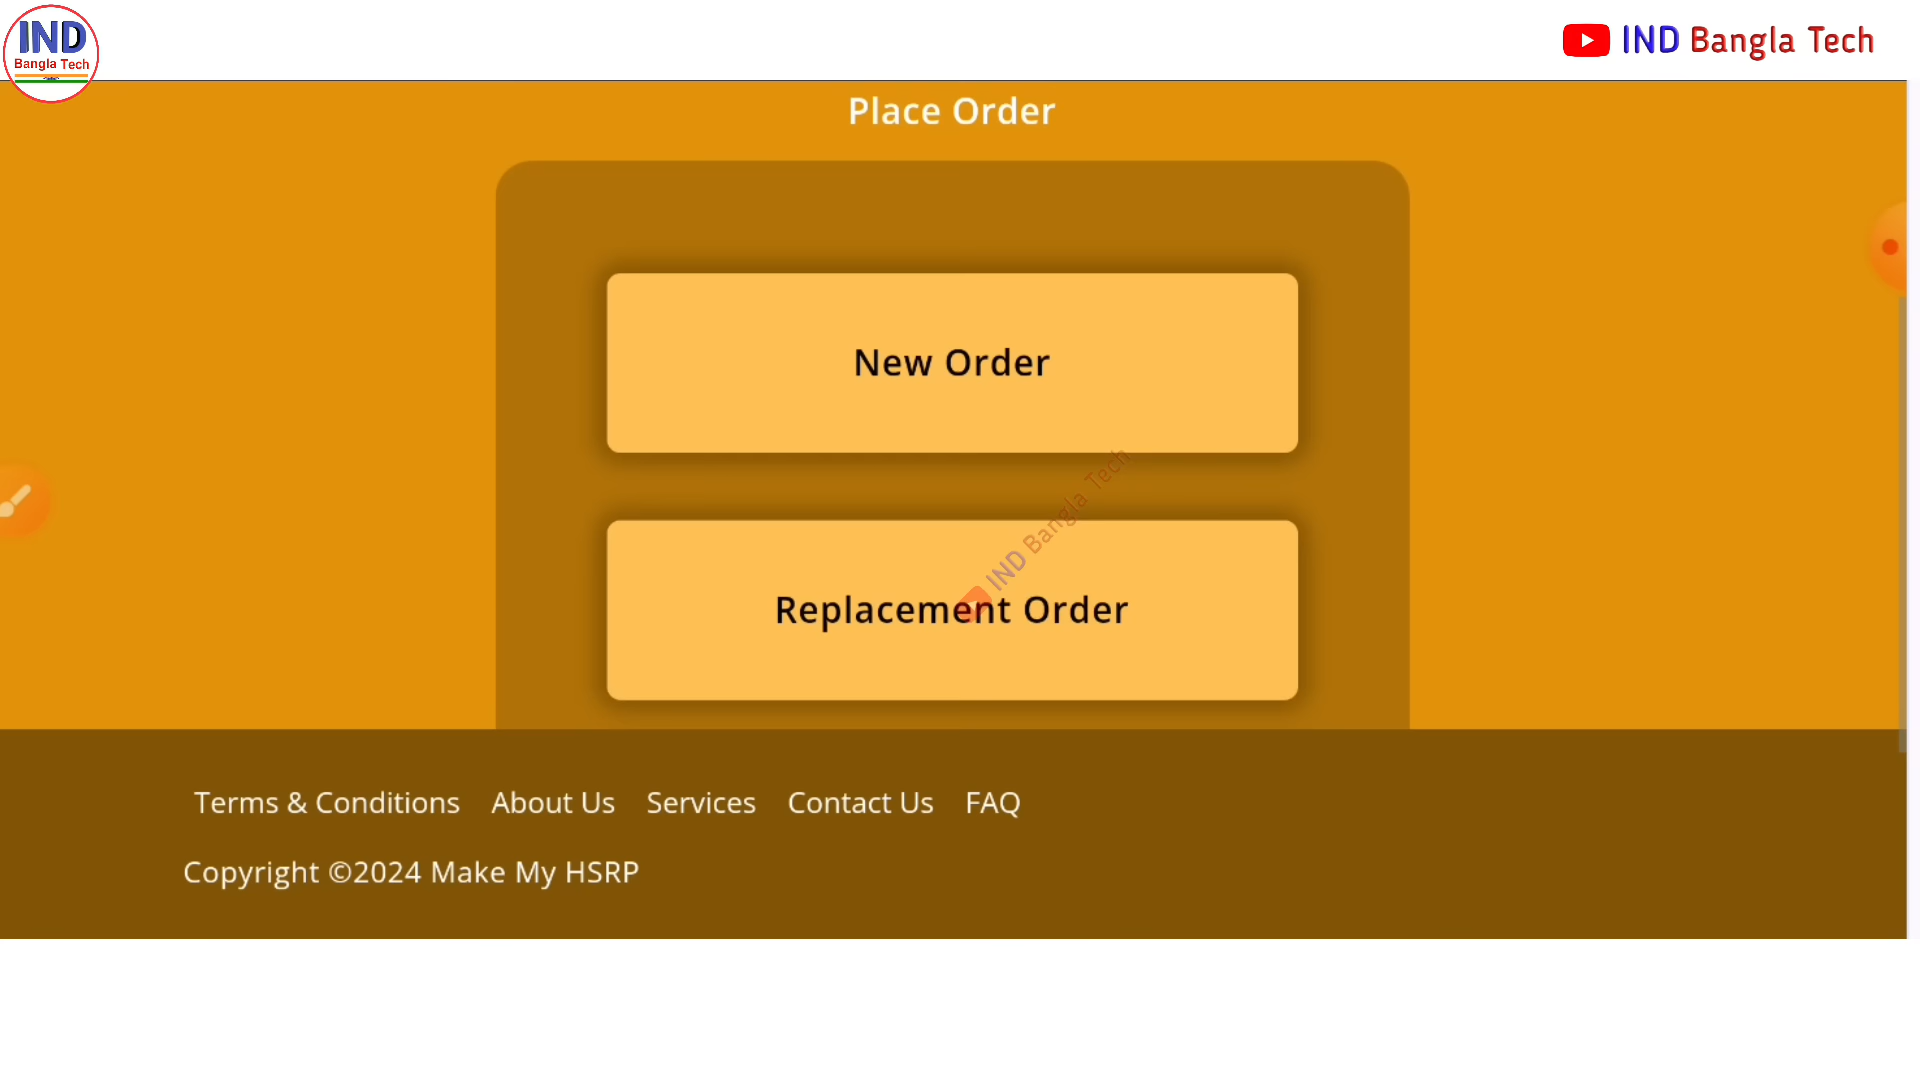 IND
Bangla Tech
IND Bangla Tech
Place Order
New Order
IND Bangla Tech
Replacement Order
Terms & Conditions About Us Services Contact Us FAQ
Copyright ©2024 Make My HSRP